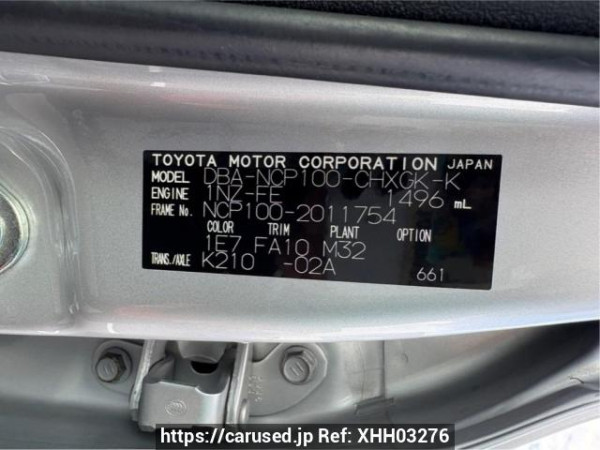 TOYOTA MOTOR CORPORATION JAPAN
MODEL DBA-NCP100-CHXGK-K
ENGINE 1NZ-FE 1496 mL
FRAME No. NCP100-2011754
COLOR TRIM PLANT OPTION
1E7 FA10 M32
TRANS./AXLE K210 -02A 661
https://carused.jp Ref: XHH03276